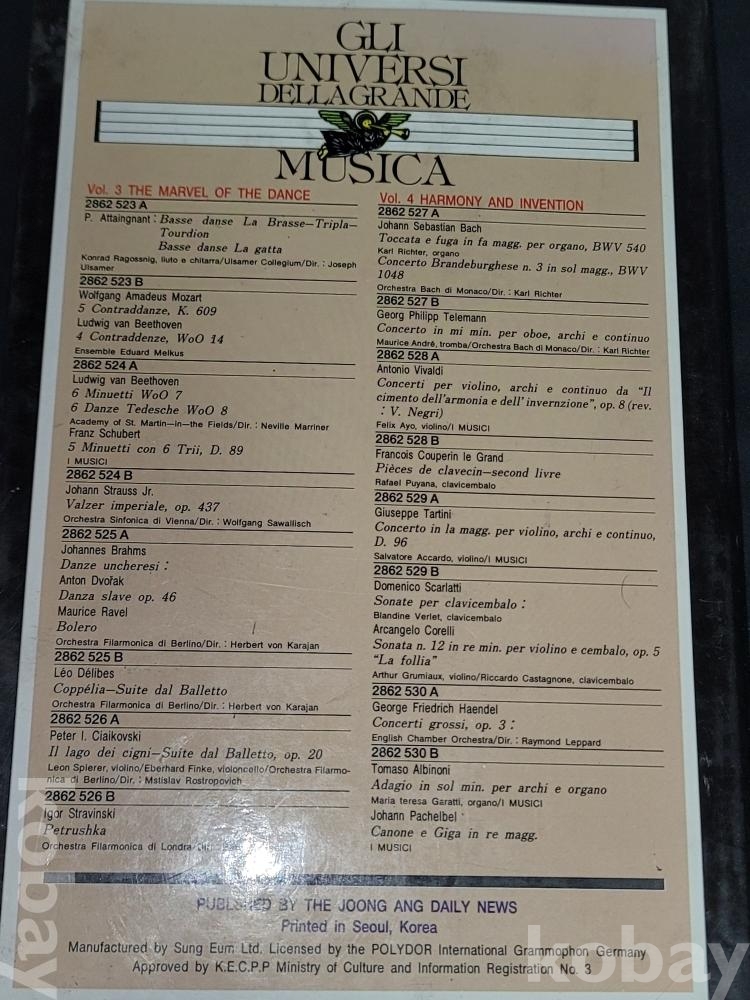 GLI
UNIVERSI
DELLA GRANDE
MUSICA
Vol. 3 THE MARVEL OF THE DANCE
2862 523 A
P. Attaingnant : Basse danse La Brasse—Tripla—
Tourdion
Basse danse La gatta
Konrad Ragossnig, liuto e chitarra/Ulsamer Collegium/Dir. : Joseph
Ulsamer
2862 523 B
Wolfgang Amadeus Mozart
5 Contraddanze, K. 609
Ludwig van Beethoven
4 Contraddenze, WoO 14
Ensemble Eduard Melkus
2862 524 A
Ludwig van Beethoven
6 Minuetti WoO 7
6 Danze Tedesche WoO 8
Academy of St. Martin—in—the Fields/Dir. : Neville Marriner
Franz Schubert
5 Minuetti con 6 Trii, D. 89
I MUSICI
2862 524 B
Johann Strauss Jr.
Valzer imperiale, op. 437
Orchestra Sinfonica di Vienna/Dir. : Wolfgang Sawallisch
2862 525 A
Johannes Brahms
Danze uncheresi :
Anton Dvořak
Danza slave op. 46
Maurice Ravel
Bolero
Orchestra Filarmonica di Berlino/Dir. : Herbert von Karajan
2862 525 B
Léo Délibes
Coppélia—Suite dal Balletto
Orchestra Filarmonica di Berlino/Dir. : Herbert von Karajan
2862 526 A
Peter I. Ciaikovski
Il lago dei cigni—Suite dal Balletto, op. 20
Leon Spierer, violino/Eberhard Finke, violoncello/Orchestra Filarmo-
nica di Berlino/Dir. : Mstislav Rostropovich
2862 526 B
Igor Stravinski
Petrushka
Orchestra Filarmonica di Londra
Vol. 4 HARMONY AND INVENTION
2862 527 A
Johann Sebastian Bach
Toccata e fuga in fa magg. per organo, BWV 540
Karl Richter, organo
Concerto Brandeburghese n. 3 in sol magg., BWV
1048
Orchestra Bach di Monaco/Dir. : Karl Richter
2862 527 B
Georg Philipp Telemann
Concerto in mi min. per oboe, archi e continuo
Maurice André, tromba/Orchestra Bach di Monaco/Dir. : Karl Richter
2862 528 A
Antonio Vivaldi
Concerti per violino, archi e continuo da "Il
cimento dell'armonia e dell' invernzione", op. 8 (rev.
: V. Negri)
Felix Ayo, violino/I MUSICI
2862 528 B
Francois Couperin le Grand
Pièces de clavecin—second livre
Rafael Puyana, clavicembalo
2862 529 A
Giuseppe Tartini
Concerto in la magg. per violino, archi e continuo,
D. 96
Salvatore Accardo, violino/I MUSICI
2862 529 B
Domenico Scarlatti
Sonate per clavicembalo :
Blandine Verlet, clavicembalo
Arcangelo Corelli
Sonata n. 12 in re min. per violino e cembalo, op. 5
"La follia"
Arthur Grumiaux, violino/Riccardo Castagnone, clavicembalo
2862 530 A
George Friedrich Haendel
Concerti grossi, op. 3 :
English Chamber Orchestra/Dir. : Raymond Leppard
2862 530 B
Tomaso Albinoni
Adagio in sol min. per archi e organo
Maria teresa Garatti, organo/I MUSICI
Johann Pachelbel
Canone e Giga in re magg.
I MUSICI
PUBLISHED BY THE JOONG ANG DAILY NEWS
Printed in Seoul, Korea
Manufactured by Sung Eum Ltd. Licensed by the POLYDOR International Grammophon Germany
Approved by K.E.C.P.P Ministry of Culture and Information Registration No. 3
kobay
kobay
kobay